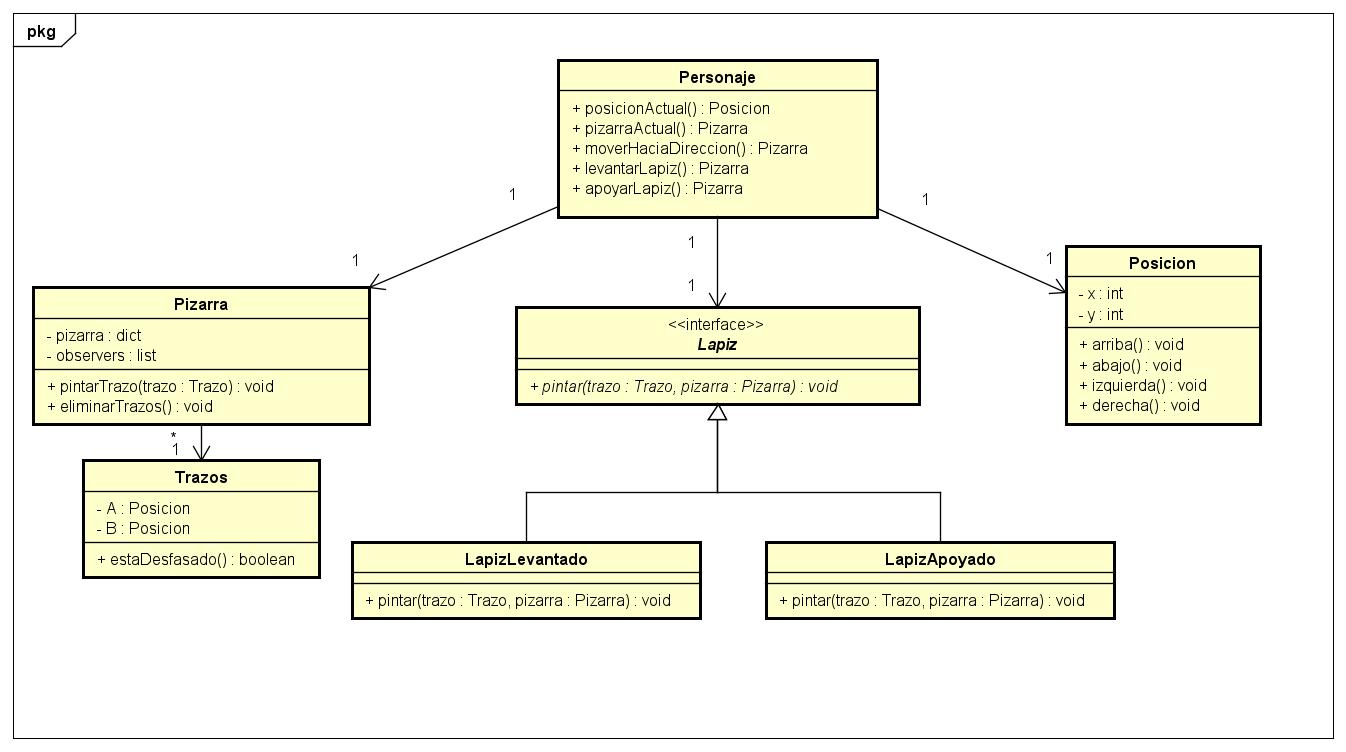 pkg
Personaje
+ posicionActual() : Posicion
+ pizarraActual() : Pizarra
+ moverHaciaDireccion() : Pizarra
+ levantarLapiz() : Pizarra
+ apoyarLapiz() : Pizarra
1
1
1
1
1
1
Pizarra
- pizarra : dict
- observers : list
+ pintarTrazo(trazo : Trazo) : void
+ eliminarTrazos() : void
<<interface>>
Lapiz
+ pintar(trazo : Trazo, pizarra : Pizarra) : void
Posicion
- x : int
- y : int
+ arriba() : void
+ abajo() : void
+ izquierda() : void
+ derecha() : void
*
1
Trazos
- A : Posicion
- B : Posicion
+ estaDesfasado() : boolean
LapizLevantado
+ pintar(trazo : Trazo, pizarra : Pizarra) : void
LapizApoyado
+ pintar(trazo : Trazo, pizarra : Pizarra) : void